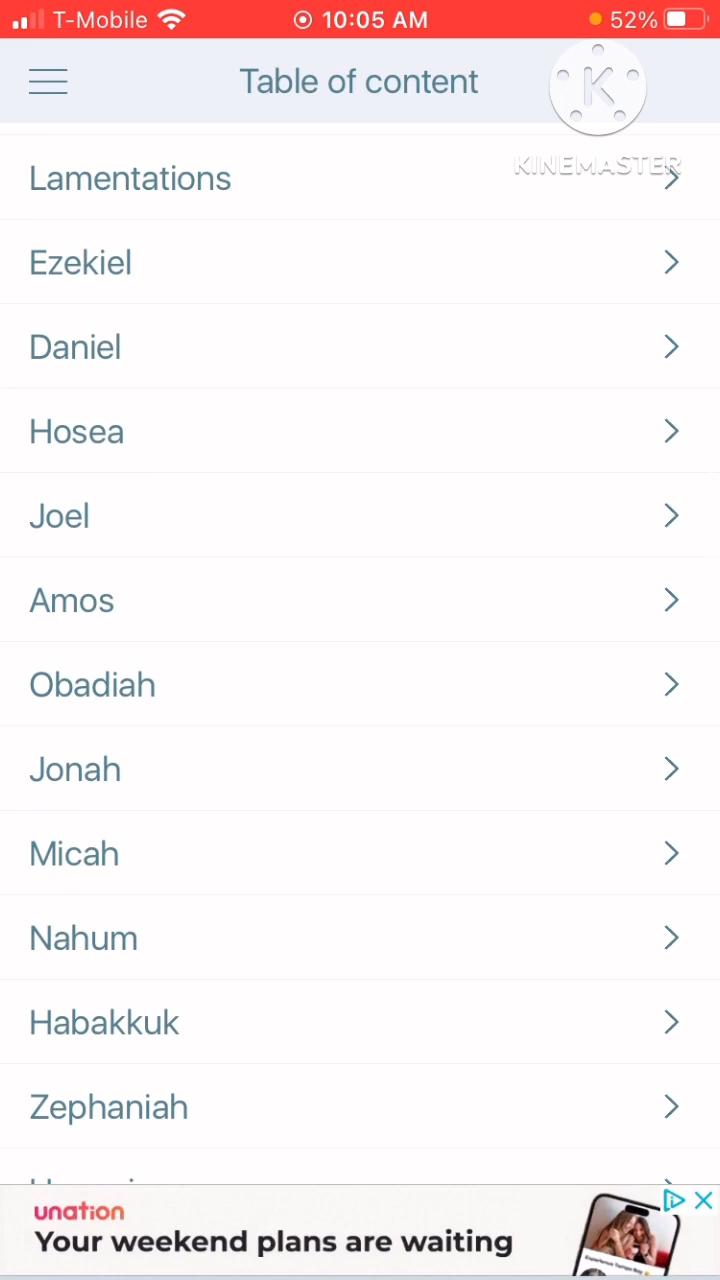 T-Mobile 10:05 AM 52%
Table of content
K
KINEMASTER
Lamentations
Ezekiel
Daniel
Hosea
Joel
Amos
Obadiah
Jonah
Micah
Nahum
Habakkuk
Zephaniah
unation
Your weekend plans are waiting